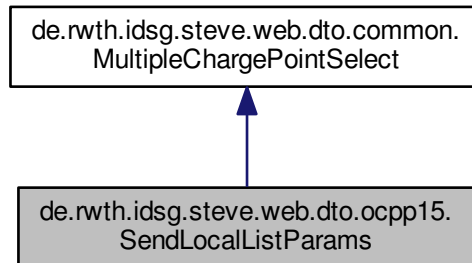 de.rwth.idsg.steve.web.dto.common.
MultipleChargePointSelect
de.rwth.idsg.steve.web.dto.ocpp15.
SendLocalListParams